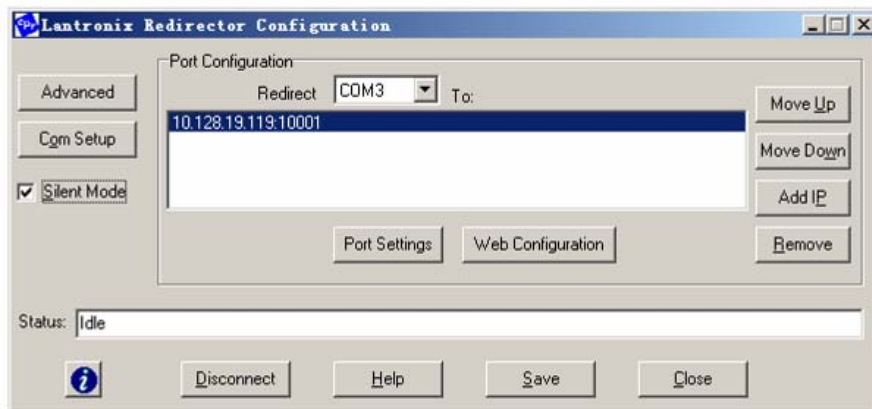 cpr Lantronix Redirector Configuration
Port Configuration
Advanced
Redirect COM3 To:
Move Up
10.128.19.119:10001
Com Setup
Move Down
Silent Mode
Add IP
Port Settings Web Configuration Remove
Status: Idle
i Disconnect Help Save Close